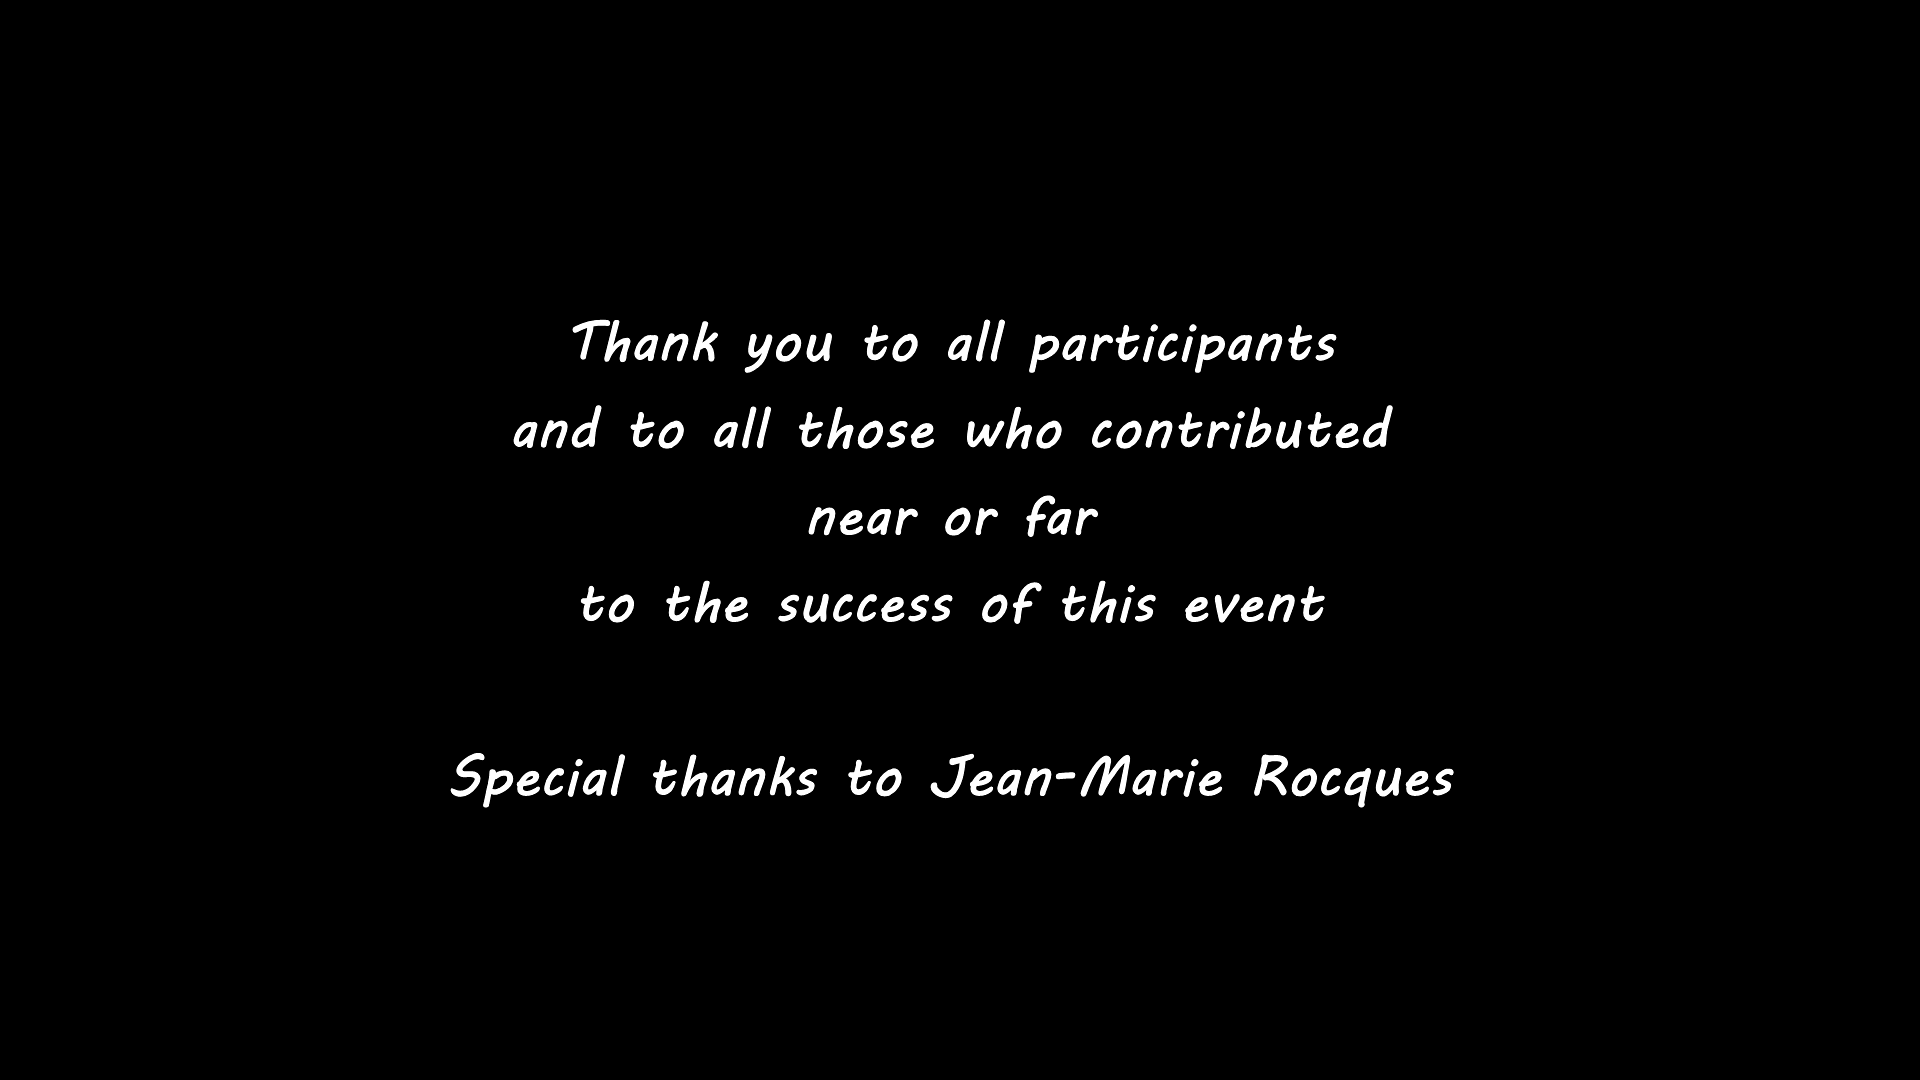 Thank you to all participants
and to all those who contributed
near or far
to the success of this event
Special thanks to Jean-Marie Rocques